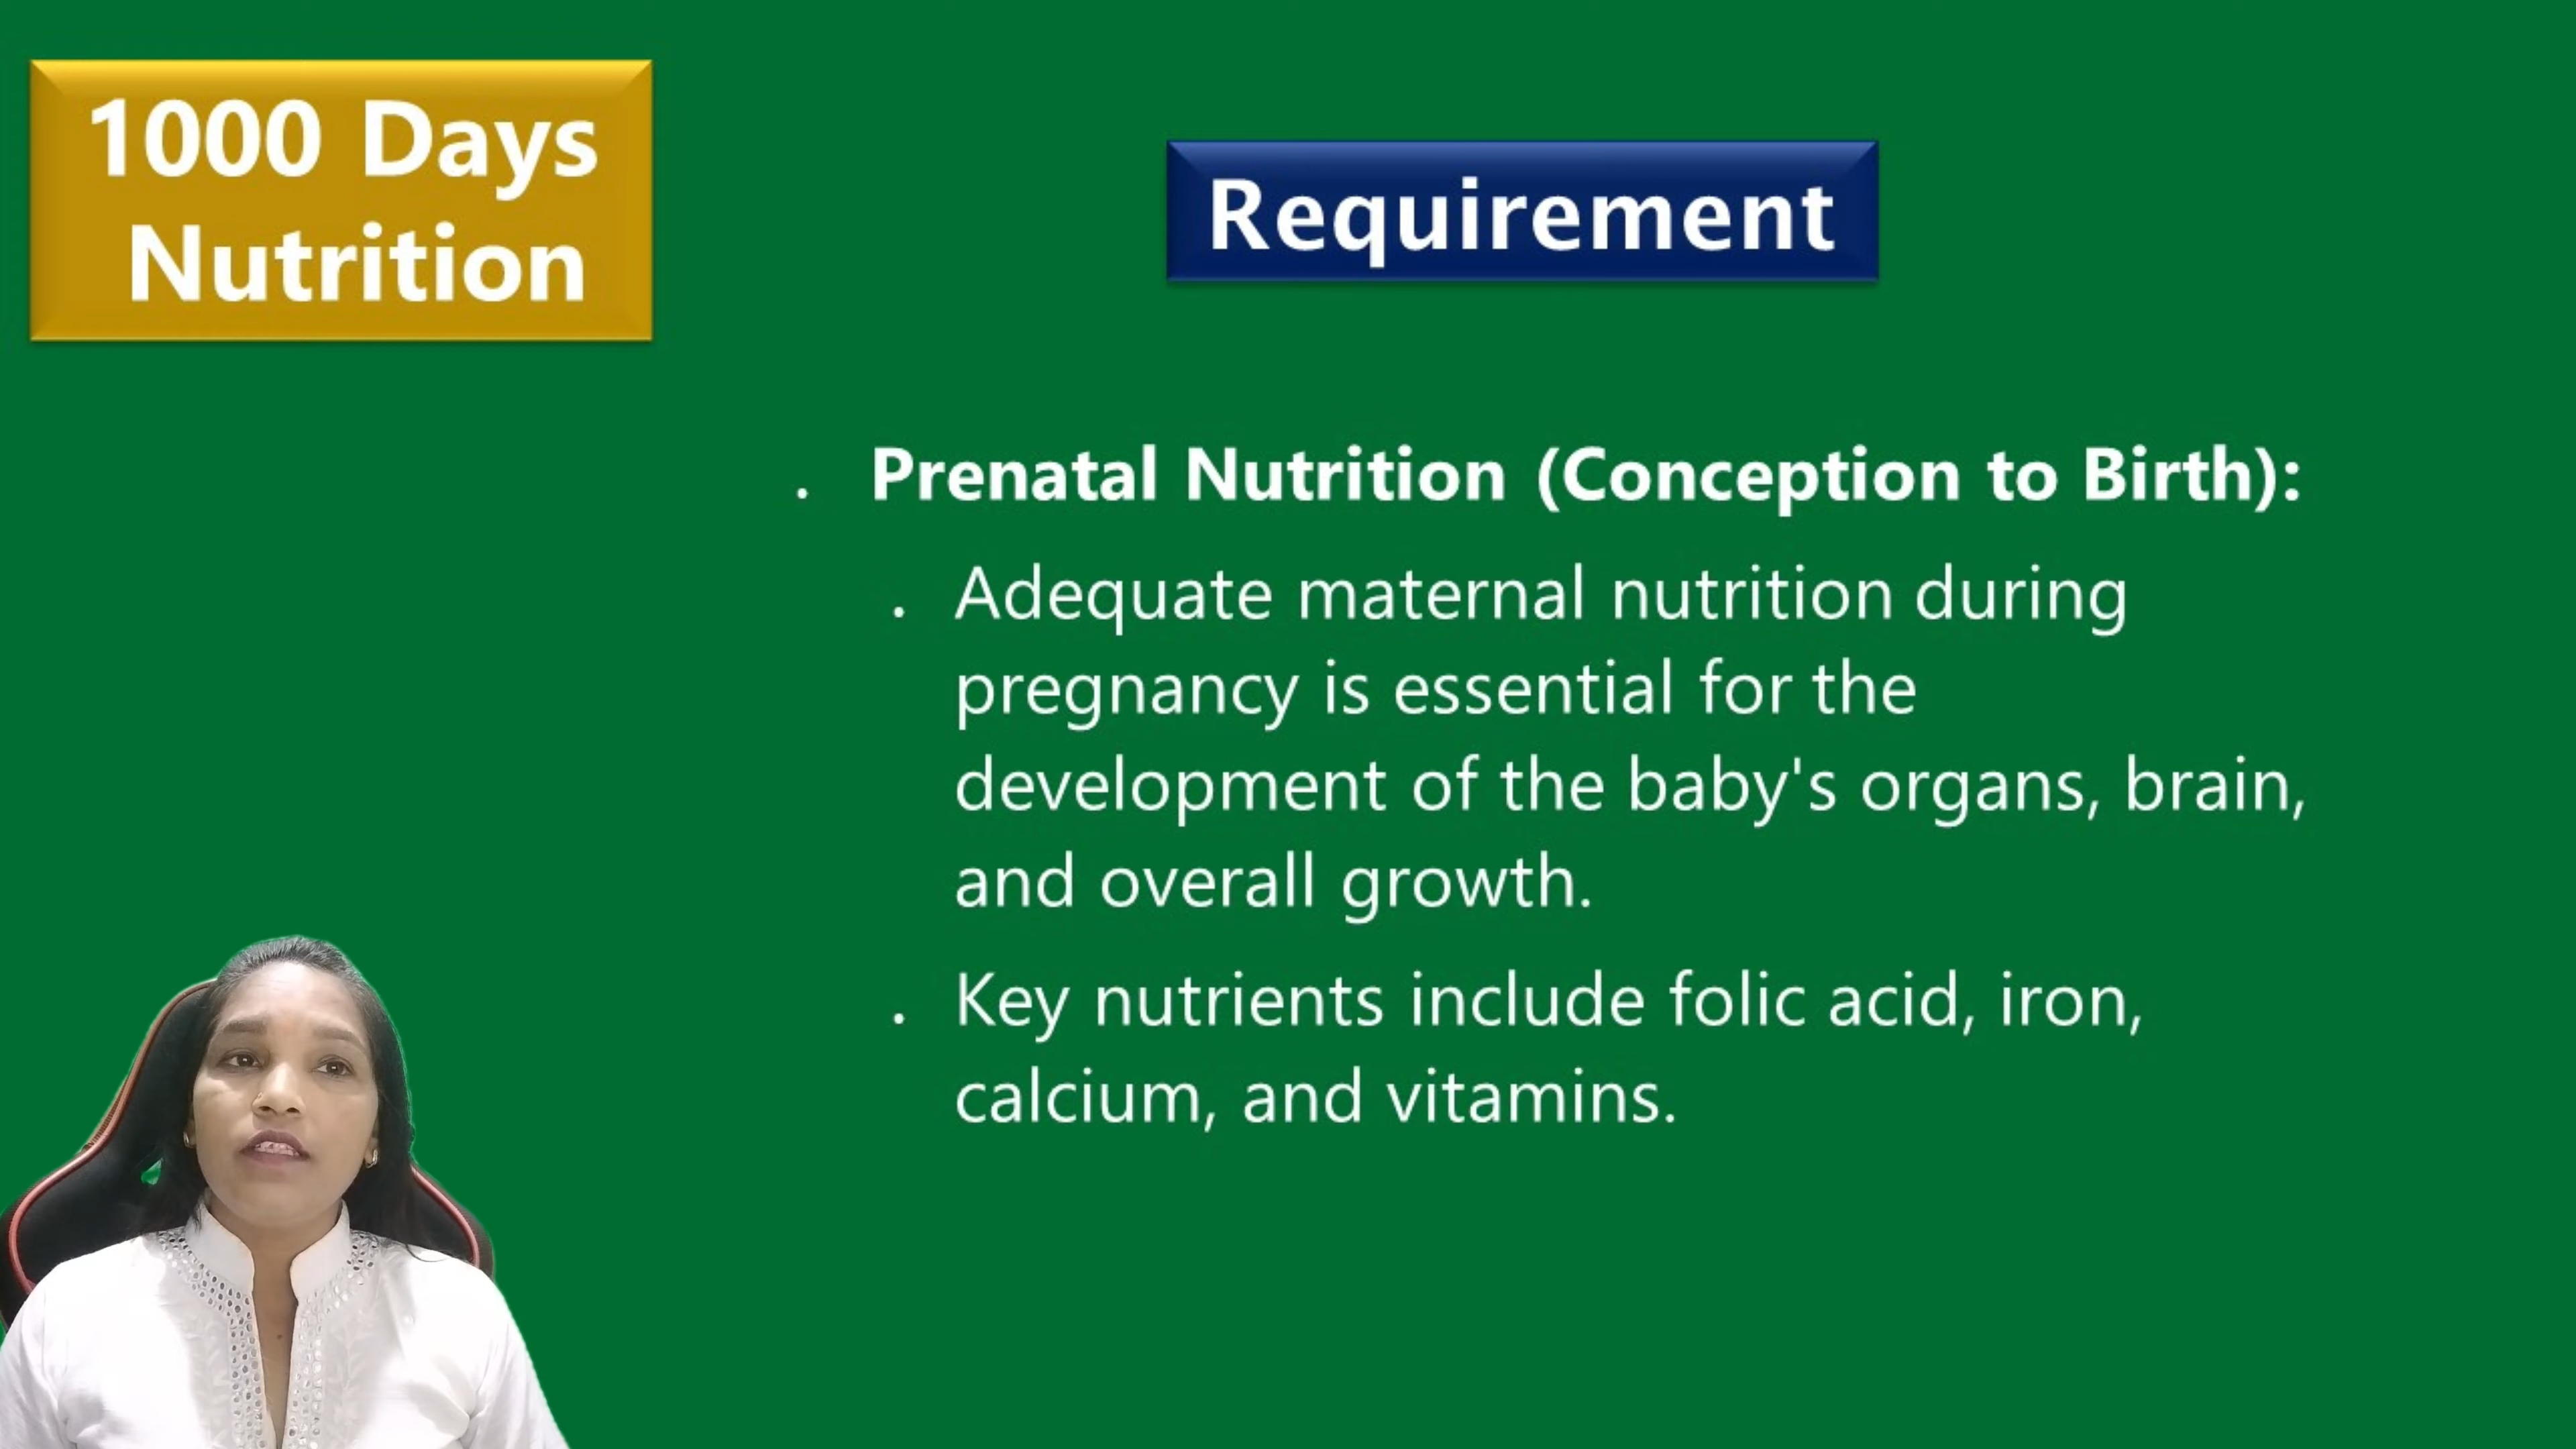 1000 Days
Nutrition
Requirement
. Prenatal Nutrition (Conception to Birth):
. Adequate maternal nutrition during
pregnancy is essential for the
development of the baby's organs, brain,
and overall growth.
. Key nutrients include folic acid, iron,
calcium, and vitamins.